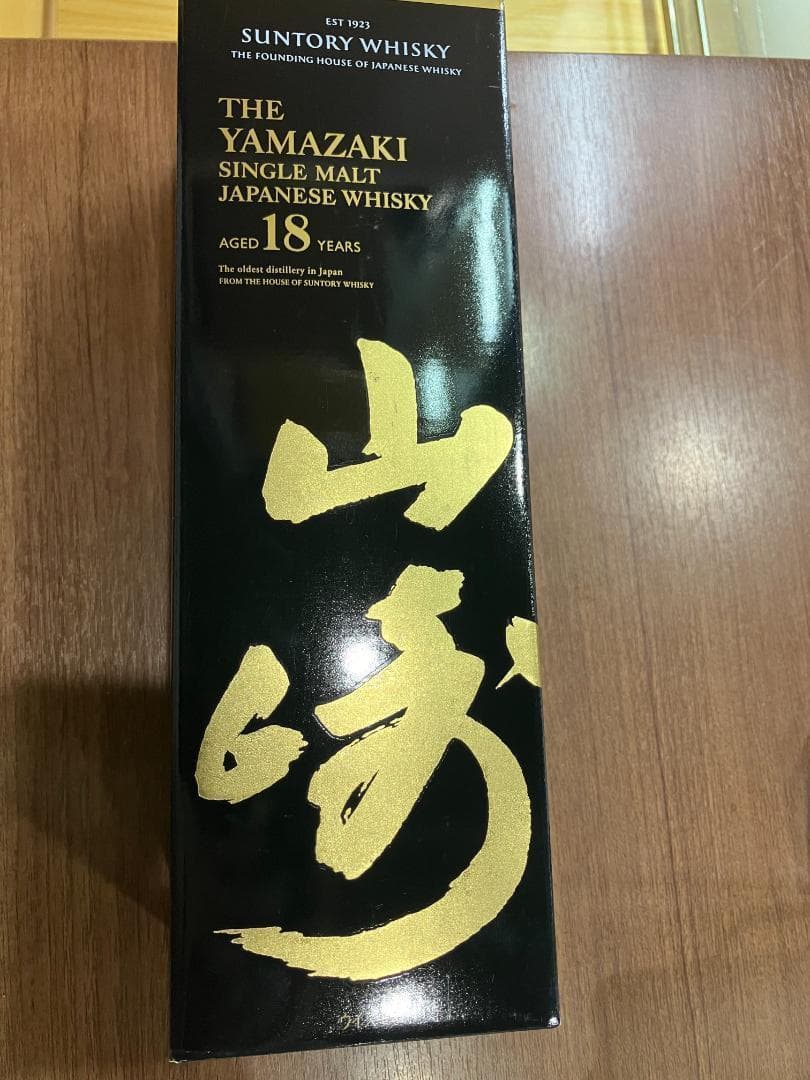 EST 1923
SUNTORY WHISKY
THE FOUNDING HOUSE OF JAPANESE WHISKY
THE
YAMAZAKI
SINGLE MALT
JAPANESE WHISKY
AGED 18 YEARS
The oldest distillery in Japan
FROM THE HOUSE OF SUNTORY WHISKY
山
崎